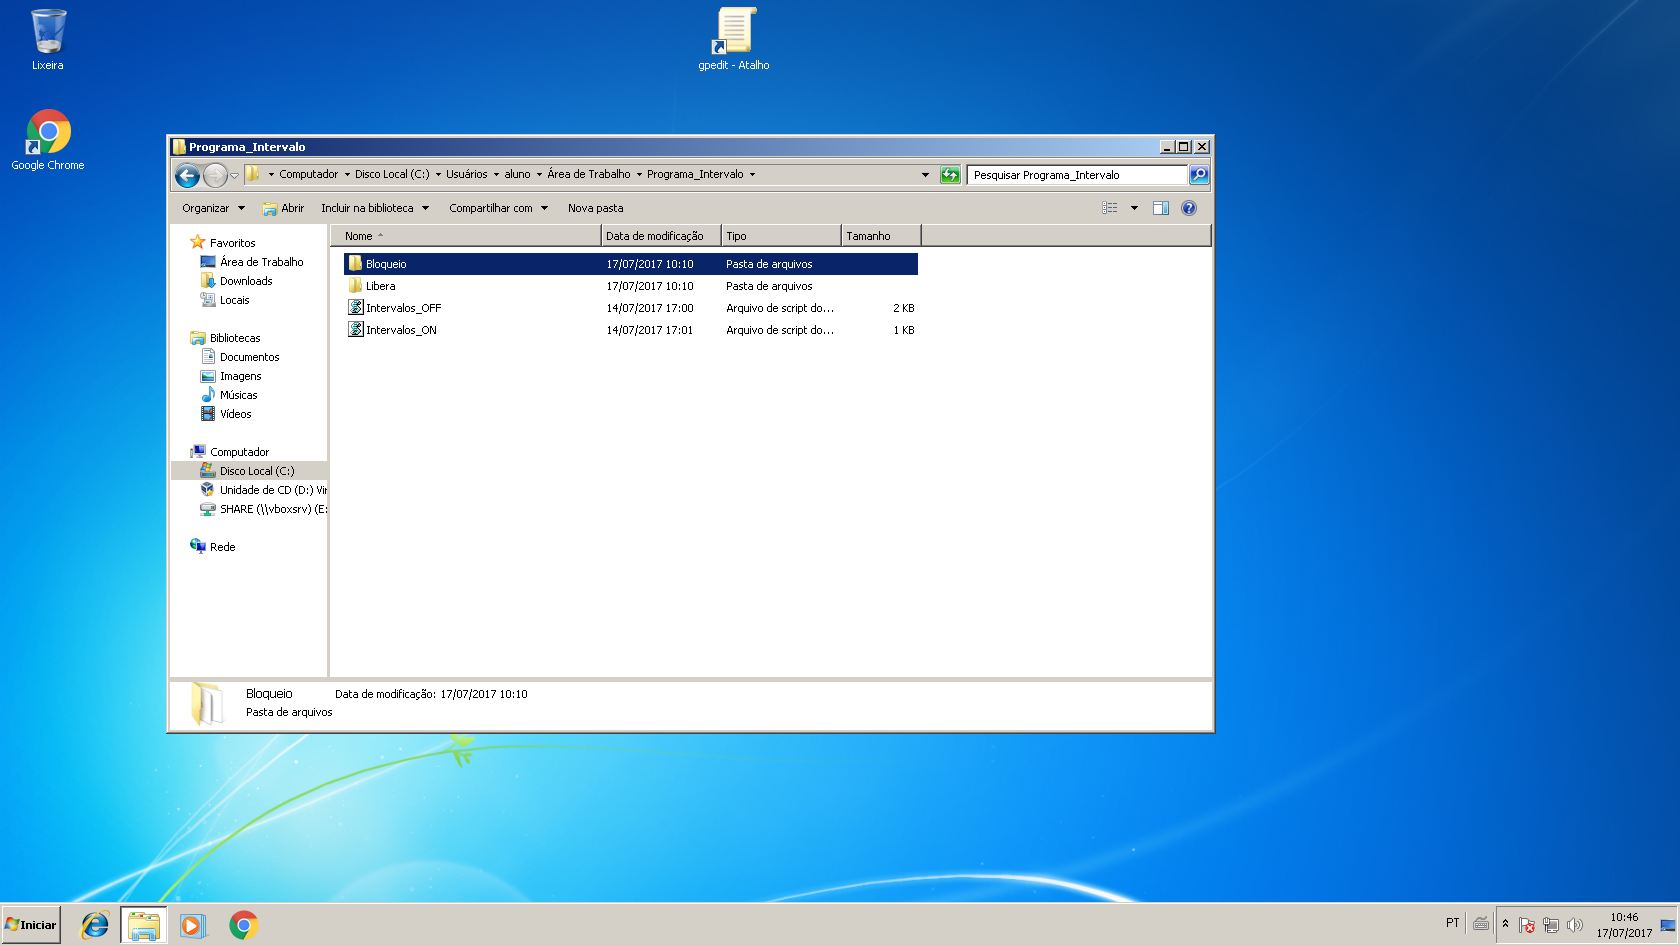 Lixeira
gpedit - Atalho
Google Chrome
Programa_Intervalo
Computador Disco Local (C:) Usuários aluno Área de Trabalho Programa_Intervalo
Pesquisar Programa_Intervalo
Organizar Abrir Incluir na biblioteca Compartilhar com Nova pasta
Favoritos
Área de Trabalho
Downloads
Locais
Bibliotecas
Documentos
Imagens
Músicas
Vídeos
Computador
Disco Local (C:)
Unidade de CD (D:) Vir
SHARE (\\vboxsrv) (E:
Rede
Nome Data de modificação Tipo Tamanho
Bloqueio 17/07/2017 10:10 Pasta de arquivos
Libera 17/07/2017 10:10 Pasta de arquivos
Intervalos_OFF 14/07/2017 17:00 Arquivo de script do... 2 KB
Intervalos_ON 14/07/2017 17:01 Arquivo de script do... 1 KB
Bloqueio Data de modificação: 17/07/2017 10:10
Pasta de arquivos
Iniciar
PT
10:46
17/07/2017